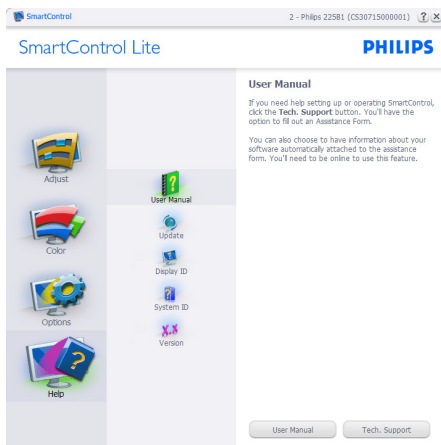 SmartControl
2 - Philips 225B1 (CS30715000001)
SmartControl Lite
PHILIPS
Adjust
Color
Options
Help
User Manual
Update
Display ID
System ID
X.X
Version
User Manual
If you need help setting up or operating SmartControl,
click the Tech. Support button. You'll have the
option to fill out an Assistance Form.
You can also choose to have information about your
software automatically attached to the assistance
form. You'll need to be online to use this feature.
User Manual
Tech. Support